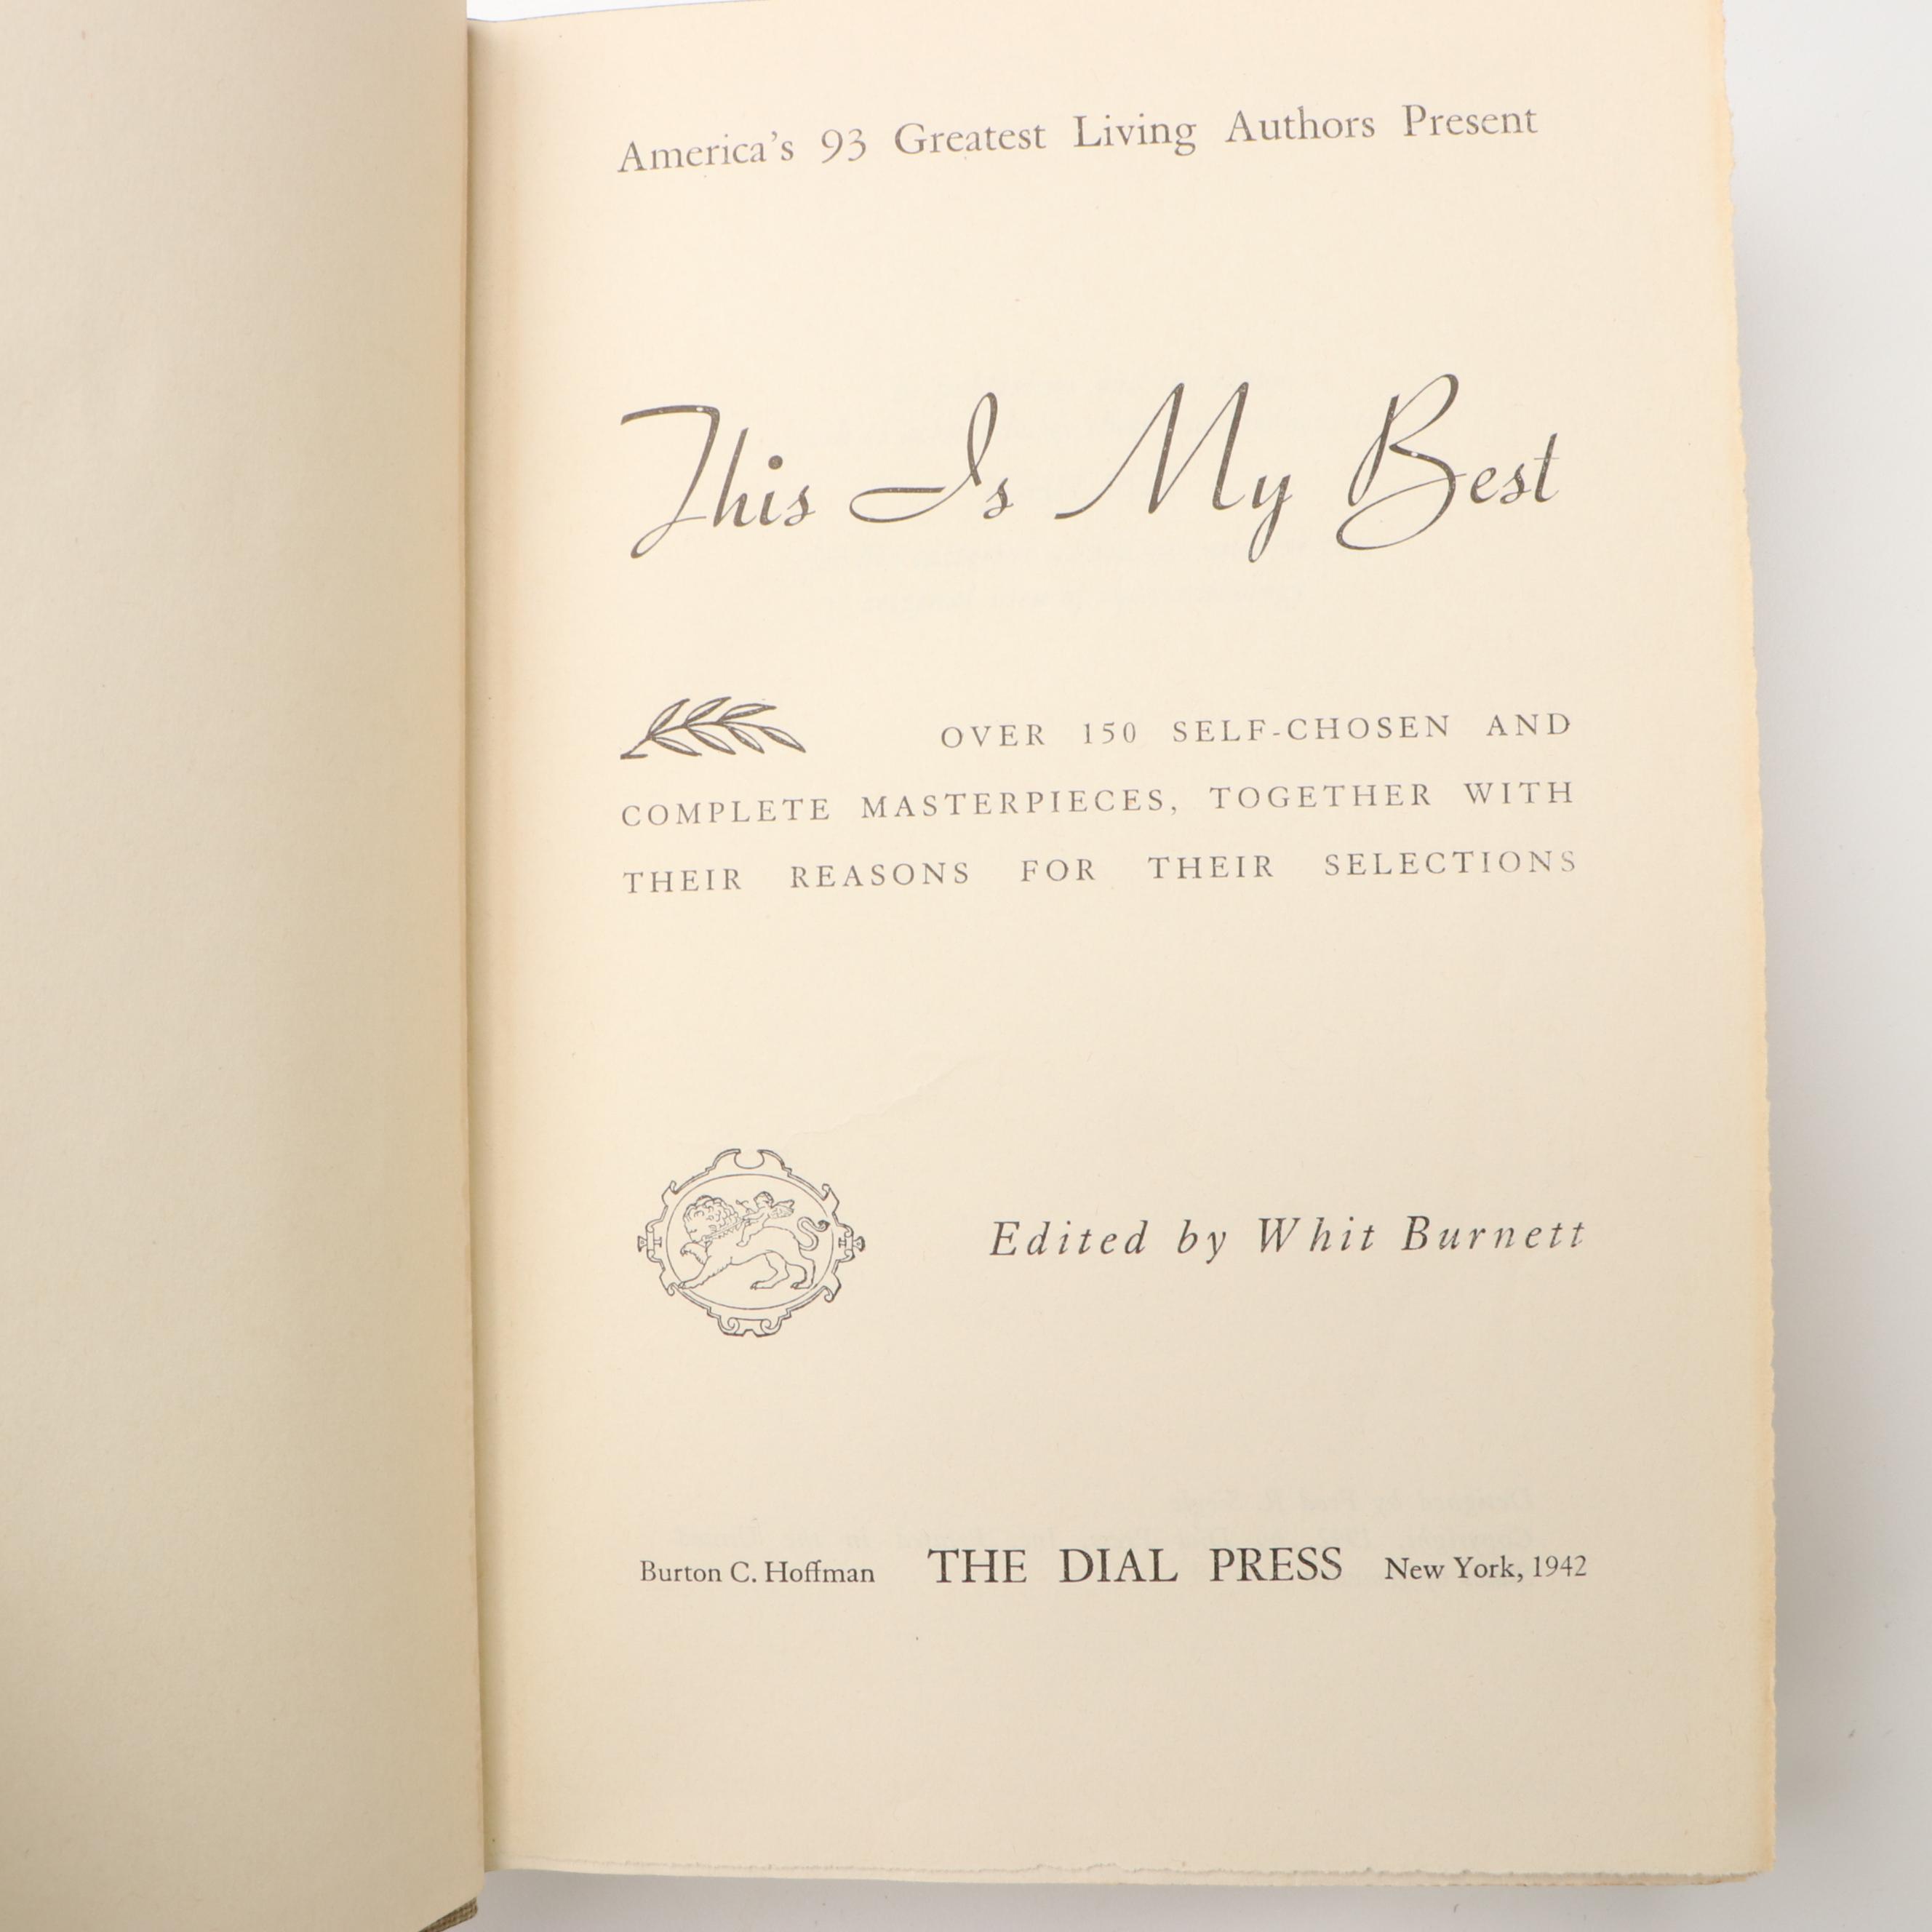 America's 93 Greatest Living Authors Present
This Is My Best
OVER 150 SELF-CHOSEN AND
COMPLETE MASTERPIECES, TOGETHER WITH
THEIR REASONS FOR THEIR SELECTIONS
Edited by Whit Burnett
Burton C. Hoffman THE DIAL PRESS New York, 1942